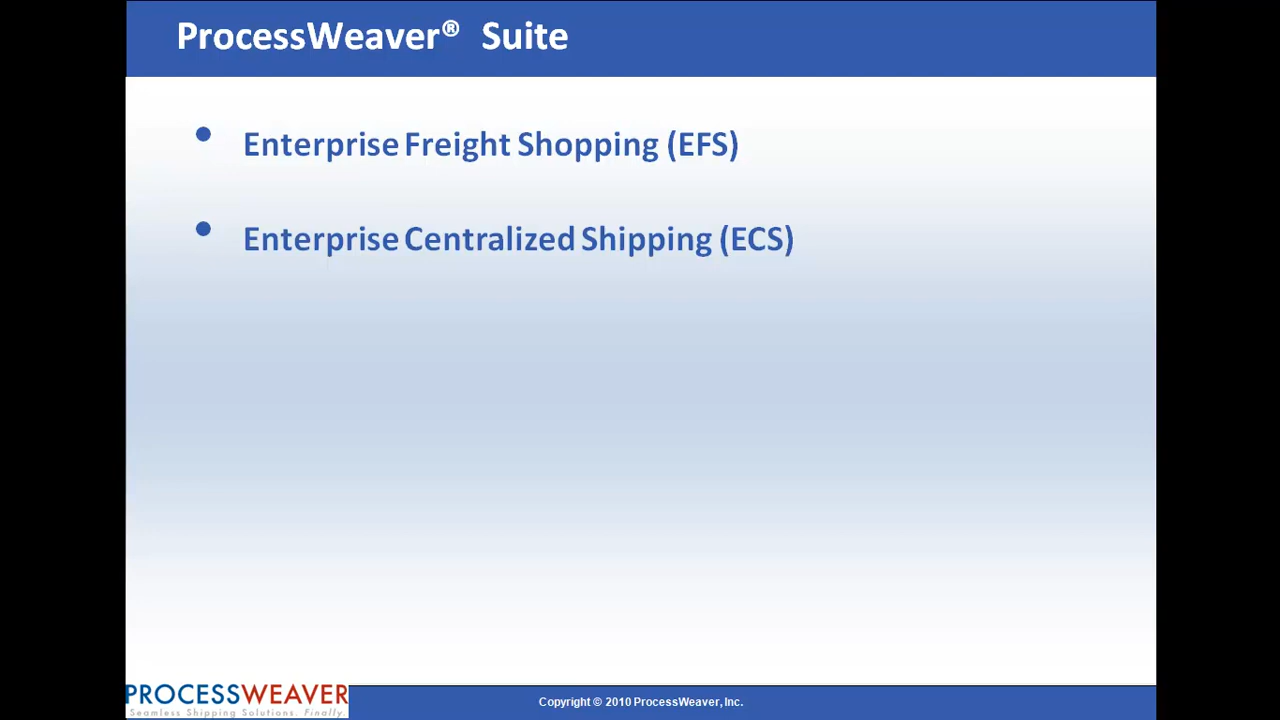 ProcessWeaver® Suite
• Enterprise Freight Shopping (EFS)
• Enterprise Centralized Shipping (ECS)
PROCESSWEAVER
Seamless Shipping Solutions. Finally.
Copyright © 2010 ProcessWeaver, Inc.